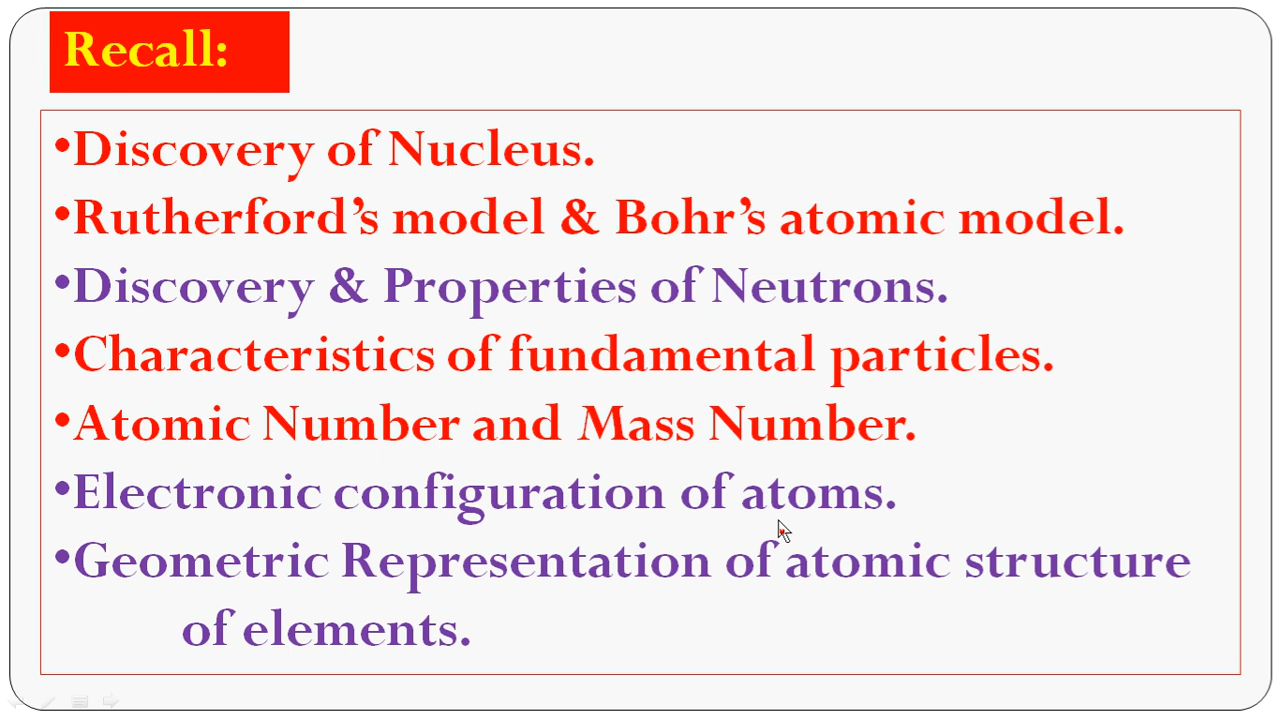 Recall:
•Discovery of Nucleus.
•Rutherford’s model & Bohr’s atomic model.
•Discovery & Properties of Neutrons.
•Characteristics of fundamental particles.
•Atomic Number and Mass Number.
•Electronic configuration of atoms.
•Geometric Representation of atomic structure
of elements.